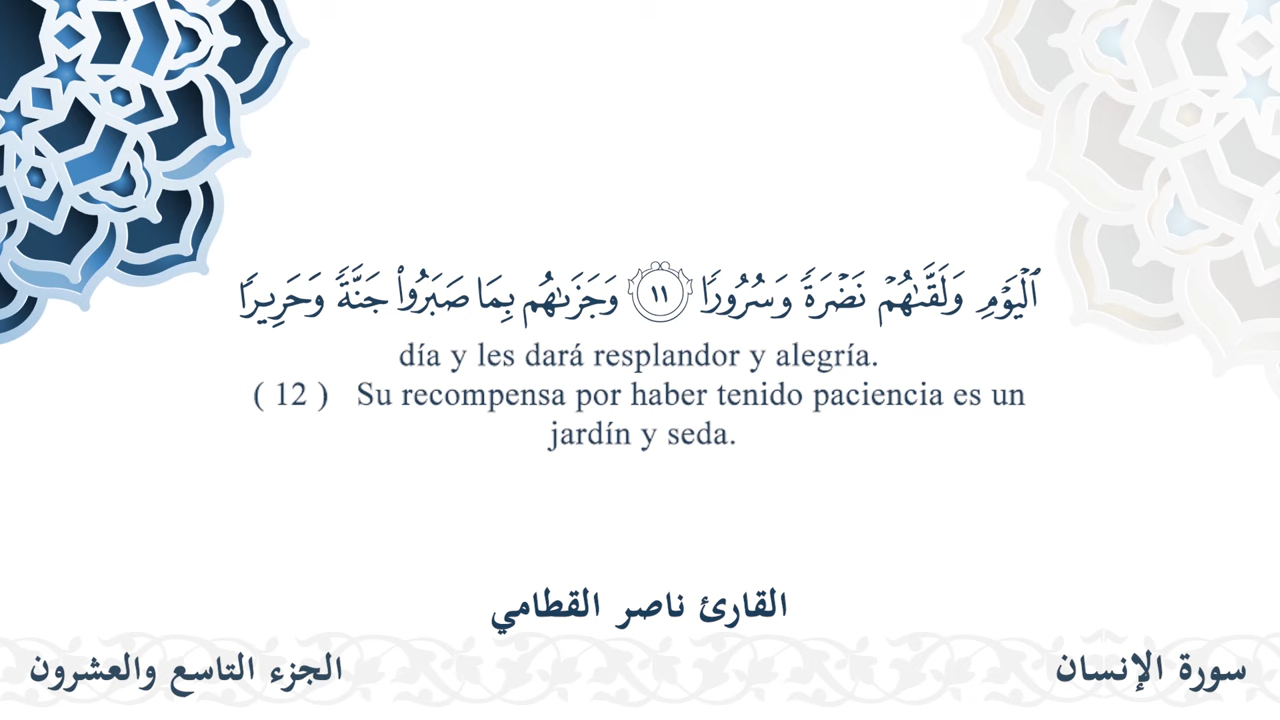 ٱلۡيَوۡمِ وَلَقَّىٰهُمۡ نَضۡرَةٗ وَسُرُورٗا ١١ وَجَزَىٰهُم بِمَا صَبَرُواْ جَنَّةٗ وَحَرِيرٗا
día y les dará resplandor y alegría.
( 12 ) Su recompensa por haber tenido paciencia es un
jardín y seda.
القارئ ناصر القطامي
سورة الإنسان
الجزء التاسع والعشرون